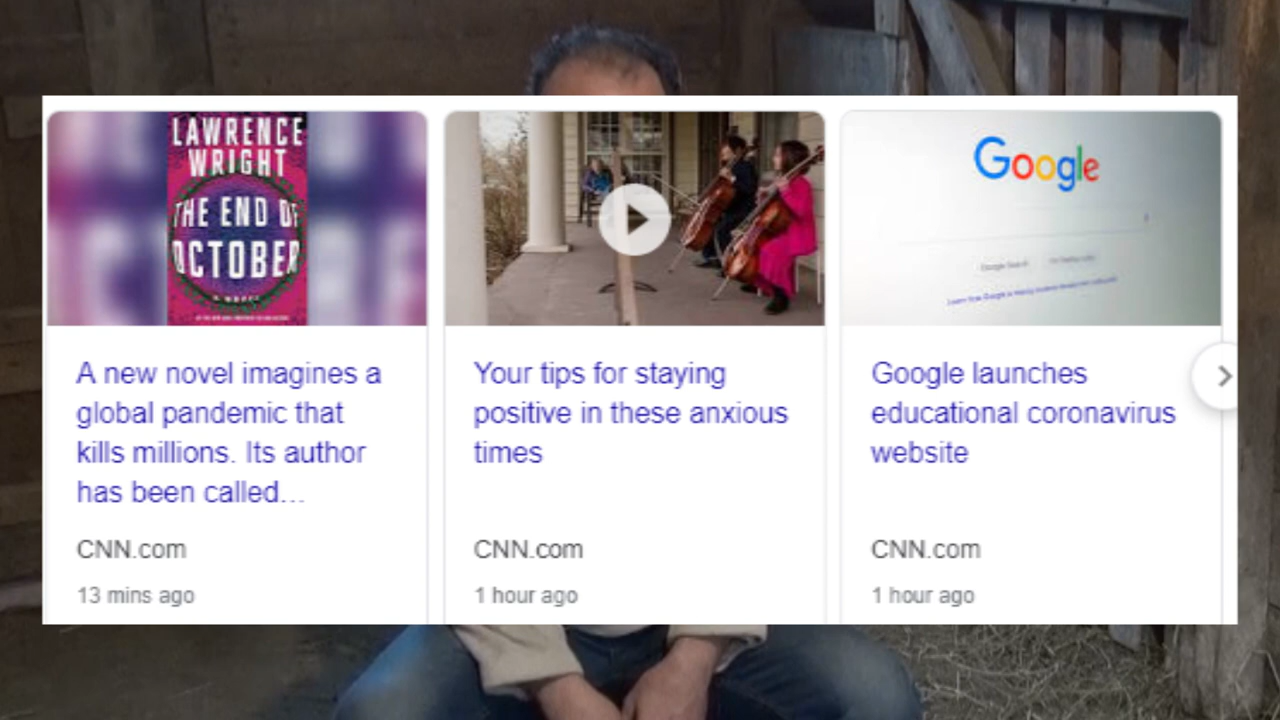 LAWRENCE
WRIGHT
THE END OF
OCTOBER
A NOVEL
A new novel imagines a
global pandemic that
kills millions. Its author
has been called...
CNN.com
13 mins ago
Your tips for staying
positive in these anxious
times
CNN.com
1 hour ago
Google
Google Search
Google launches
educational coronavirus
website
CNN.com
1 hour ago